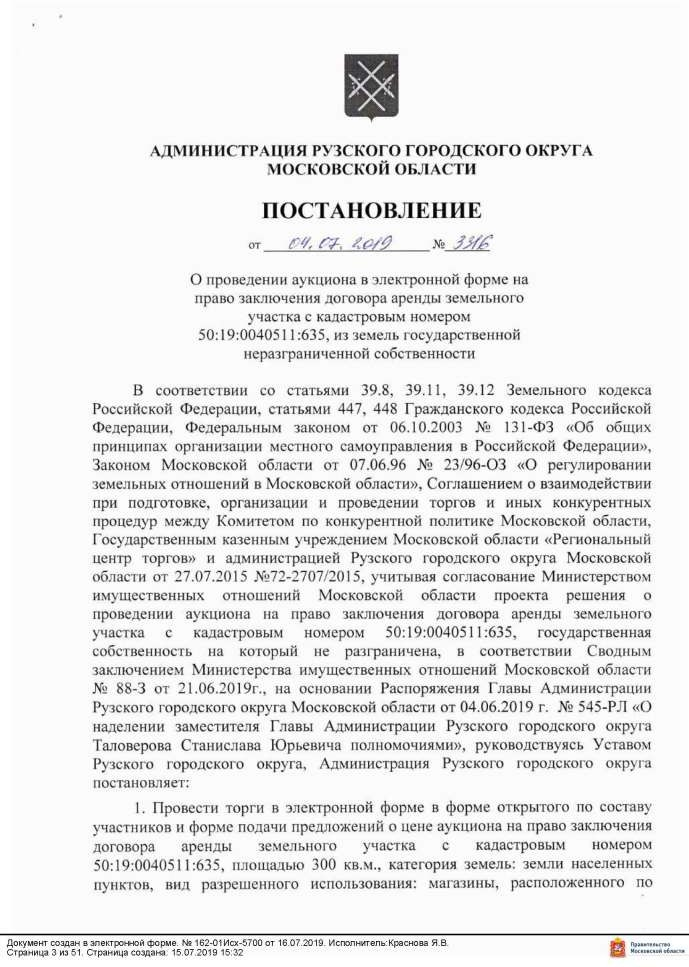 АДМИНИСТРАЦИЯ РУЗСКОГО ГОРОДСКОГО ОКРУГА
МОСКОВСКОЙ ОБЛАСТИ
ПОСТАНОВЛЕНИЕ
от 04.07.2019 № 3316
О проведении аукциона в электронной форме на
право заключения договора аренды земельного
участка с кадастровым номером
50:19:0040511:635, из земель государственной
неразграниченной собственности
В соответствии со статьями 39.8, 39.11, 39.12 Земельного кодекса
Российской Федерации, статьями 447, 448 Гражданского кодекса Российской
Федерации, Федеральным законом от 06.10.2003 № 131-ФЗ «Об общих
принципах организации местного самоуправления в Российской Федерации»,
Законом Московской области от 07.06.96 № 23/96-ОЗ «О регулировании
земельных отношений в Московской области», Соглашением о взаимодействии
при подготовке, организации и проведении торгов и иных конкурентных
процедур между Комитетом по конкурентной политике Московской области,
Государственным казенным учреждением Московской области «Региональный
центр торгов» и администрацией Рузского городского округа Московской
области от 27.07.2015 №72-2707/2015, учитывая согласование Министерством
имущественных отношений Московской области проекта решения о
проведении аукциона на право заключения договора аренды земельного
участка с кадастровым номером 50:19:0040511:635, государственная
собственность на который не разграничена, в соответствии Сводным
заключением Министерства имущественных отношений Московской области
№ 88-З от 21.06.2019г., на основании Распоряжения Главы Администрации
Рузского городского округа Московской области от 04.06.2019 г. № 545-РЛ «О
наделении заместителя Главы Администрации Рузского городского округа
Таловерова Станислава Юрьевича полномочиями», руководствуясь Уставом
Рузского городского округа, Администрация Рузского городского округа
постановляет:
1. Провести торги в электронной форме в форме открытого по составу
участников и форме подачи предложений о цене аукциона на право заключения
договора аренды земельного участка с кадастровым номером
50:19:0040511:635, площадью 300 кв.м., категория земель: земли населенных
пунктов, вид разрешенного использования: магазины, расположенного по
Документ создан в электронной форме. № 162-01Исх-5700 от 16.07.2019. Исполнитель:Краснова Я.В.
Страница 3 из 51. Страница создана: 15.07.2019 15:32
Правительство
Московской области